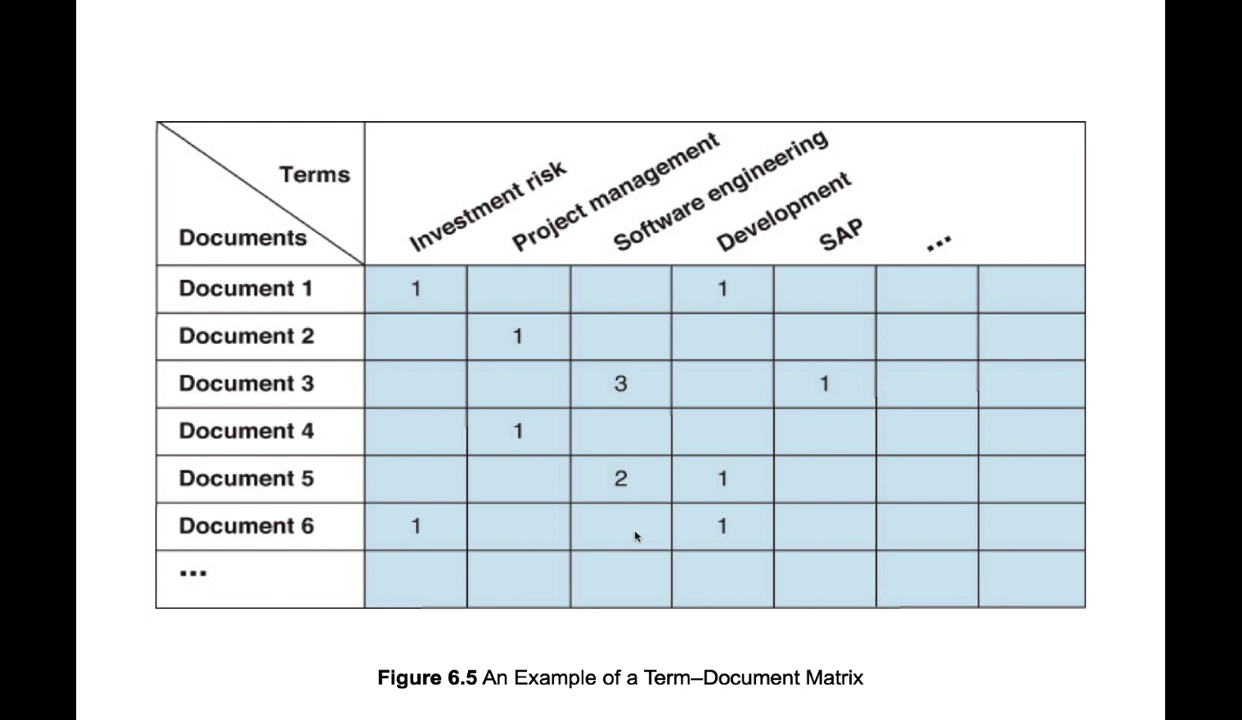 Terms
Documents
Investment risk
Project management
Software engineering
Development
SAP
...
Document 1 1 1
Document 2 1
Document 3 3 1
Document 4 1
Document 5 2 1
Document 6 1 1
...
Figure 6.5 An Example of a Term–Document Matrix